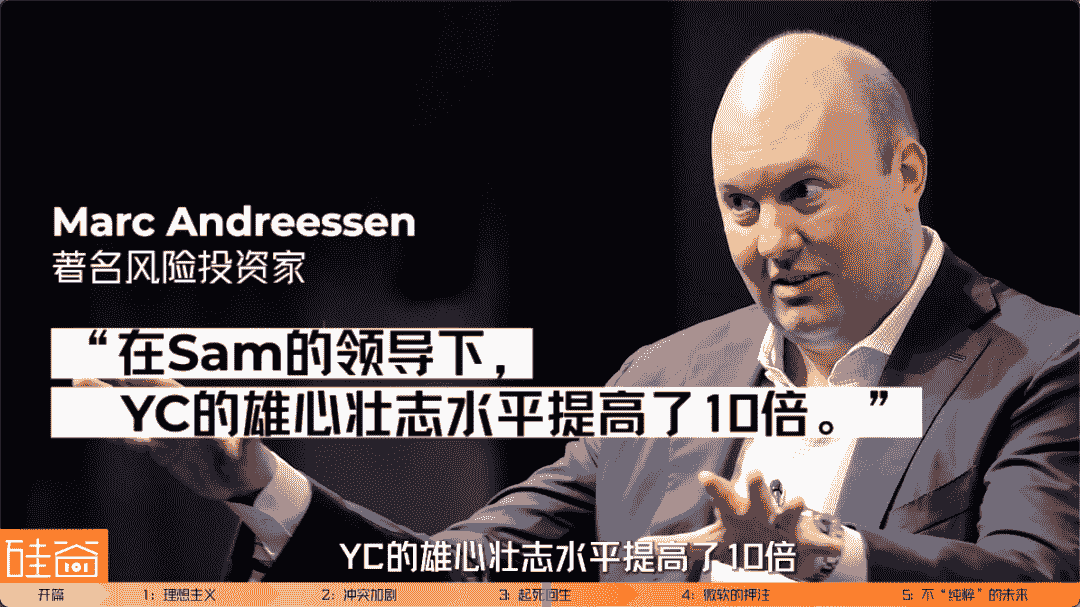 Marc Andreessen
著名风险投资家
“在Sam的领导下，
YC的雄心壮志水平提高了10倍。”
YC的雄心壮志水平提高了10倍
硅谷
101
开篇
1：理想主义
2：冲突加剧
3：起死回生
4：微软的押注
5：不“纯粹”的未来